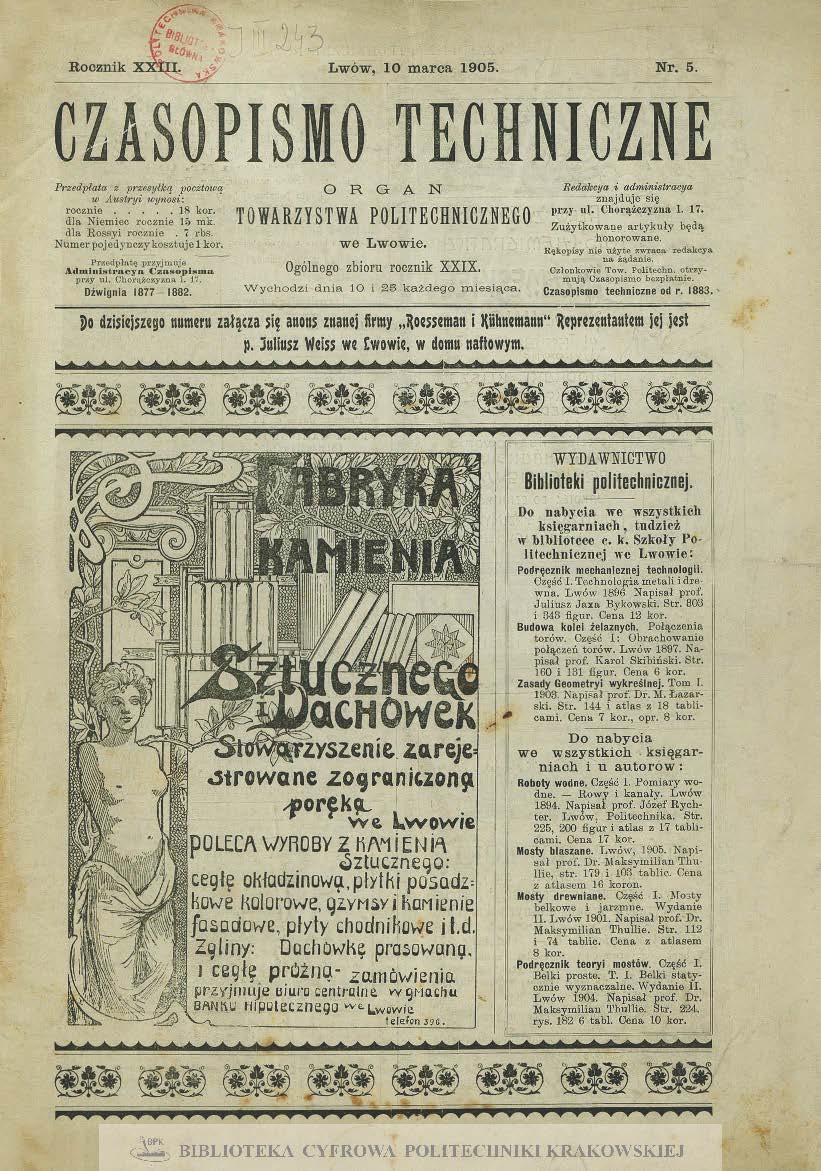 POLITECHNIKA KRAKOWSKA
BIBLIOTEKA
GŁÓWNA
J III 243
Rocznik XXIII.
Lwów, 10 marca 1905.
Nr. 5.
CZASOPISMO TECHNICZNE
Przedpłata z przesyłką pocztową
w Austryi wynosi:
rocznie . . . . . 18 kor.
dla Niemiec rocznie 15 mk.
dla Rossyi rocznie . 7 rbs.
Numer pojedynczy kosztuje 1 kor.
Przedpłatę przyjmuje
Administracya Czasopisma
przy ul. Chorążczyzna l. 17.
Dźwignia 1877—1882.
ORGAN
TOWARZYSTWA POLITECHNICZNEGO
we Lwowie.
Ogólnego zbioru rocznik XXIX.
Wychodzi dnia 10 i 25 każdego miesiąca.
Redakcya i administracya
znajduje się
przy ul. Chorążczyzna l. 17.
Zużytkowane artykuły będą
honorowane.
Rękopisy nie użyte zwraca redakcya
na żądanie.
Członkowie Tow. Politechn. otrzy-
mują Czasopismo bezpłatnie.
Czasopismo techniczne od r. 1883.
Do dzisiejszego numeru załącza się anons znanej firmy „Roesseman i Kühnemann“ Reprezentantem jej jest
p. Juliusz Weiss we Lwowie, w domu naftowym.
FABRYKA
KAMIENIA
Sztucznego
i Dachówek
Stowarzyszenie zareje-
strowane z ograniczoną
poręką
we Lwowie
POLECA WYROBY Z KAMIENIA
Sztucznego:
cegłę okładzinową, płytki posadz-
kowe kolorowe, gzymsy i kamienie
fasadowe, płyty chodnikowe i t.d.
Z gliny: Dachówkę prasowaną,
i cegłę próżną- zamówienia
przyjmuje biuro centralne w gmachu
BANKU Hipotecznego we Lwowie
telefon 396.
WYDAWNICTWO
Biblioteki politechnicznej.
Do nabycia we wszystkich
księgarniach, tudzież
w bibliotece c. k. Szkoły Po-
litechnicznej we Lwowie:
Podręcznik mechanicznej technologii.
Część I. Technologia metali i dre-
wna. Lwów 1896 Napisał prof.
Juliusz Jaxa Bykowski. Str. 303
i 343 figur. Cena 12 kor.
Budowa kolei żelaznych. Połączenia
torów. Część I: Obrachowanie
połączeń torów. Lwów 1897. Na-
pisał prof. Karol Skibiński. Str.
160 i 131 figur. Cena 6 kor.
Zasady Geometryi wykreślnej. Tom I.
1903. Napisał prof. Dr. M. Łazar-
ski. Str. 144 i atlas z 18 tabli-
cami. Cena 7 kor., opr. 8 kor.
Do nabycia
we wszystkich księgar-
niach i u autorów:
Roboty wodne. Część I. Pomiary wo-
dne. — Rowy i kanały. Lwów
1894. Napisał prof. Józef Rych-
ter. Lwów, Politechnika. Str.
225, 200 figur i atlas z 17 tabli-
cami. Cena 17 kor.
Mosty blaszane. Lwów, 1905. Napi-
sał prof. Dr. Maksymilian Thu-
llie, str. 179 i 103 tablic. Cena
z atlasem 16 koron.
Mosty drewniane. Część I. Mosty
belkowe i jarzmne. Wydanie
II. Lwów 1901. Napisał prof. Dr.
Maksymilian Thullie. Str. 112
i 74 tablic. Cena z atlasem
8 kor.
Podręcznik teoryi mostów. Część I.
Belki proste. T. I. Belki staty-
cznie wyznaczalne. Wydanie II.
Lwów 1904. Napisał prof. Dr.
Maksymilian Thullie. Str. 224,
rys. 182 6 tabl. Cena 10 kor.
BPK
BIBLIOTEKA CYFROWA POLITECHNIKI KRAKOWSKIEJ